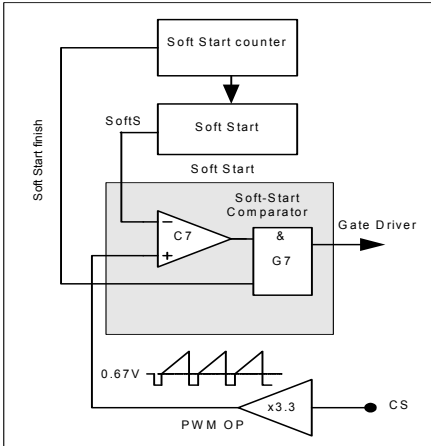 Soft Start counter
Soft Start finish
SoftS
Soft Start
Soft Start
Soft-Start
Comparator
−
C7
+
&
G7
Gate Driver
0.67V
x3.3
CS
PWM OP